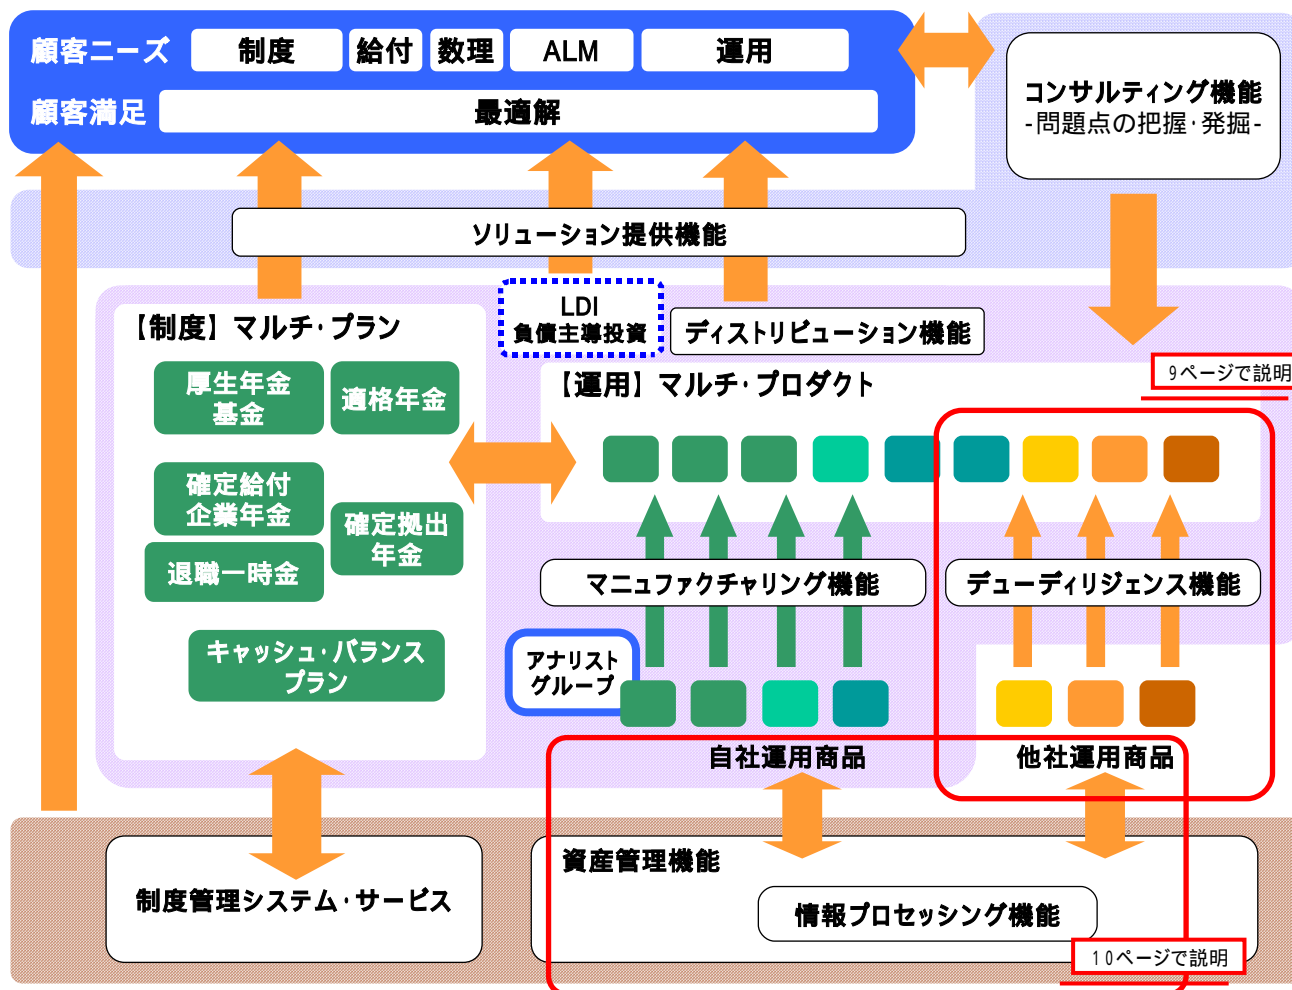 顧客ニーズ
制度
給付
数理
ALM
運用
顧客満足
最適解
コンサルティング機能
-問題点の把握・発掘-
ソリューション提供機能
LDI
負債主導投資
ディストリビューション機能
【制度】マルチ・プラン
厚生年金
基金
適格年金
確定給付
企業年金
確定拠出
年金
退職一時金
キャッシュ・バランス
プラン
9ページで説明
【運用】マルチ・プロダクト
マニュファクチャリング機能
デューディリジェンス機能
アナリスト
グループ
自社運用商品
他社運用商品
制度管理システム・サービス
資産管理機能
情報プロセッシング機能
10ページで説明